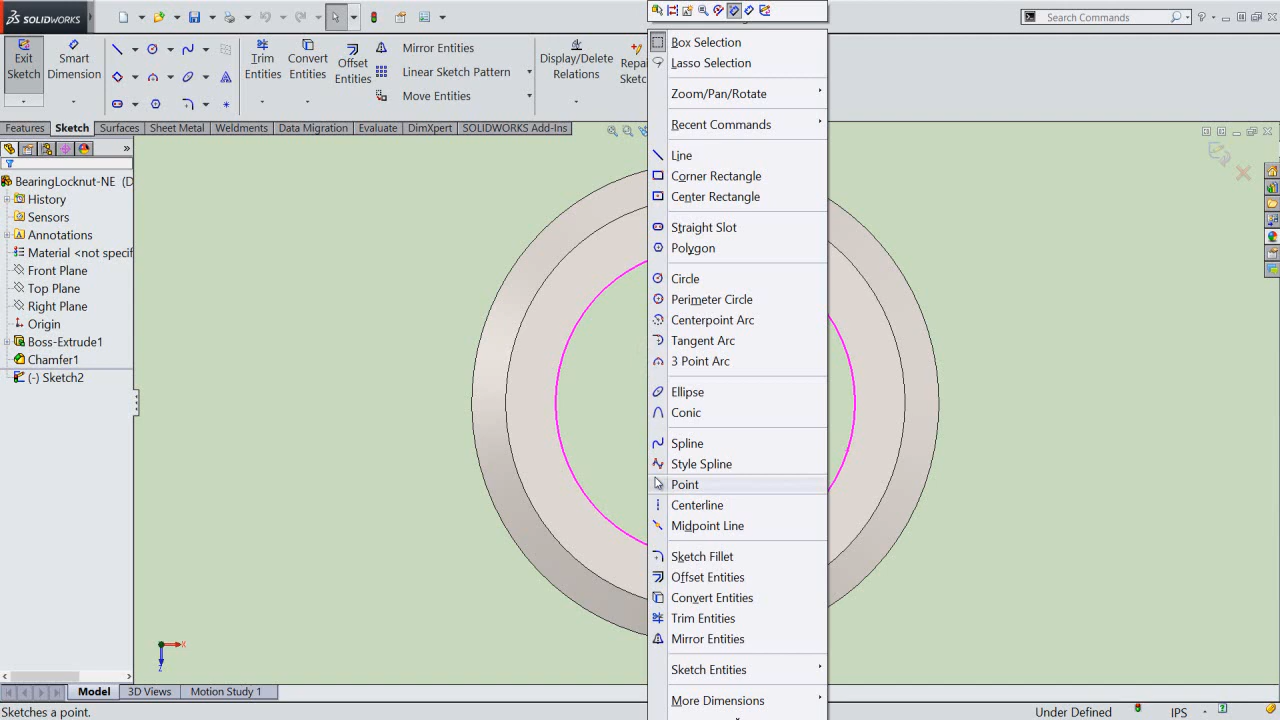 SOLIDWORKS
Search Commands
Exit Sketch
Smart Dimension
Trim Entities
Convert Entities
Offset Entities
Mirror Entities
Linear Sketch Pattern
Move Entities
Display/Delete Relations
Features
Sketch
Surfaces
Sheet Metal
Weldments
Data Migration
Evaluate
DimXpert
SOLIDWORKS Add-Ins
BearingLocknut-NE (D
History
Sensors
Annotations
Material <not specif
Front Plane
Top Plane
Right Plane
Origin
Boss-Extrude1
Chamfer1
(-) Sketch2
Box Selection
Lasso Selection
Zoom/Pan/Rotate
Recent Commands
Line
Corner Rectangle
Center Rectangle
Straight Slot
Polygon
Circle
Perimeter Circle
Centerpoint Arc
Tangent Arc
3 Point Arc
Ellipse
Conic
Spline
Style Spline
Point
Centerline
Midpoint Line
Sketch Fillet
Offset Entities
Convert Entities
Trim Entities
Mirror Entities
Sketch Entities
More Dimensions
X
Z
Model
3D Views
Motion Study 1
Sketches a point.
Under Defined
IPS